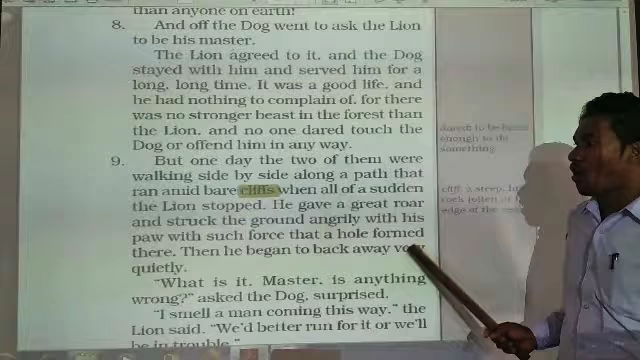 than anyone on earth!
8. And off the Dog went to ask the Lion
to be his master.
The Lion agreed to it, and the Dog
stayed with him and served him for a
long, long time. It was a good life, and
he had nothing to complain of, for there
was no stronger beast in the forest than
the Lion, and no one dared touch the
Dog or offend him in any way.
9. But one day the two of them were
walking side by side along a path that
ran amid bare cliffs when all of a sudden
the Lion stopped. He gave a great roar
and struck the ground angrily with his
paw with such force that a hole formed
there. Then he began to back away very
quietly.
"What is it, Master, is anything
wrong?" asked the Dog, surprised.
"I smell a man coming this way," the
Lion said. "We'd better run for it or we'll
be in trouble."
dared: to be
enough to do
something
cliff: a steep,
rock (often at
edge of the